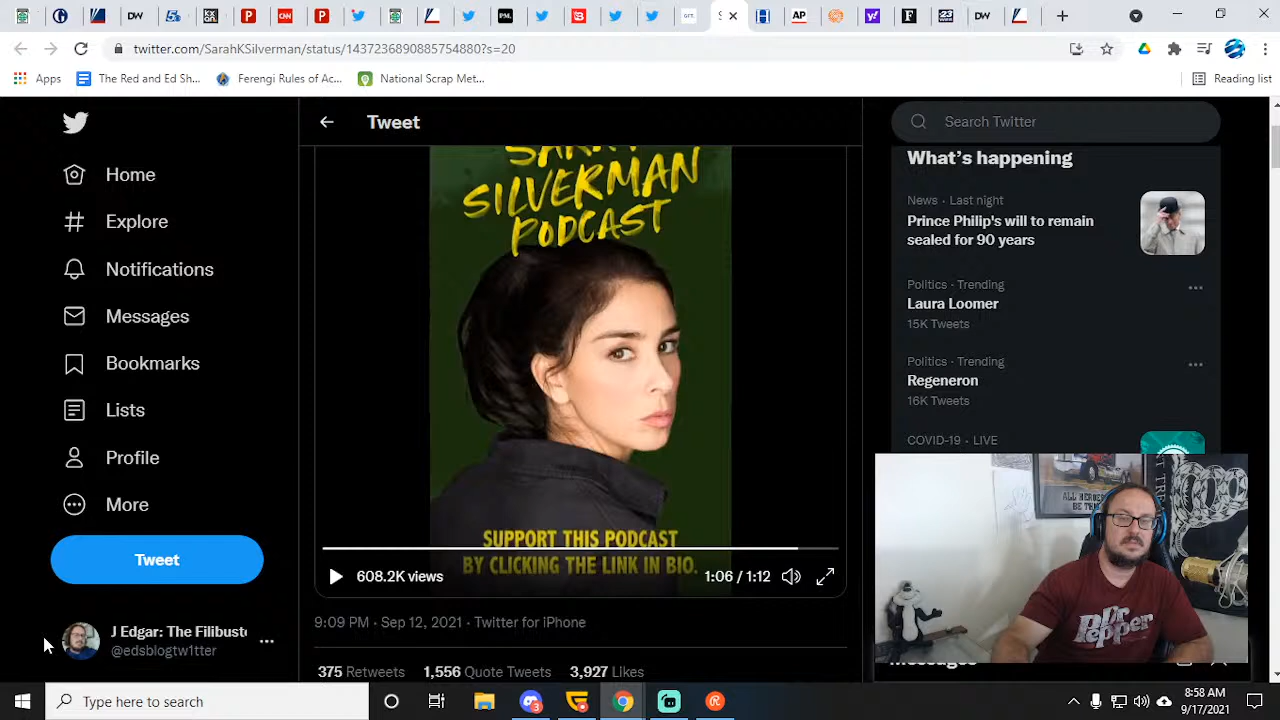 twitter.com/SarahKSilverman/status/1437236890885754880?s=20
Apps
The Red and Ed Sh...
Ferengi Rules of Ac...
National Scrap Met...
Reading list
Tweet
Search Twitter
Home
Explore
Notifications
Messages
Bookmarks
Lists
Profile
More
Tweet
J Edgar: The Filibust
@edsblogtw1tter
SILVERMAN
PODCAST
SUPPORT THIS PODCAST
BY CLICKING THE LINK IN BIO.
608.2K views
1:06 / 1:12
9:09 PM · Sep 12, 2021 · Twitter for iPhone
375 Retweets 1,556 Quote Tweets 3,927 Likes
What's happening
News · Last night
Prince Philip's will to remain
sealed for 90 years
Politics · Trending
Laura Loomer
15K Tweets
Politics · Trending
Regeneron
16K Tweets
COVID-19 · LIVE
Dr
Pepper
Type here to search
8:58 AM
9/17/2021